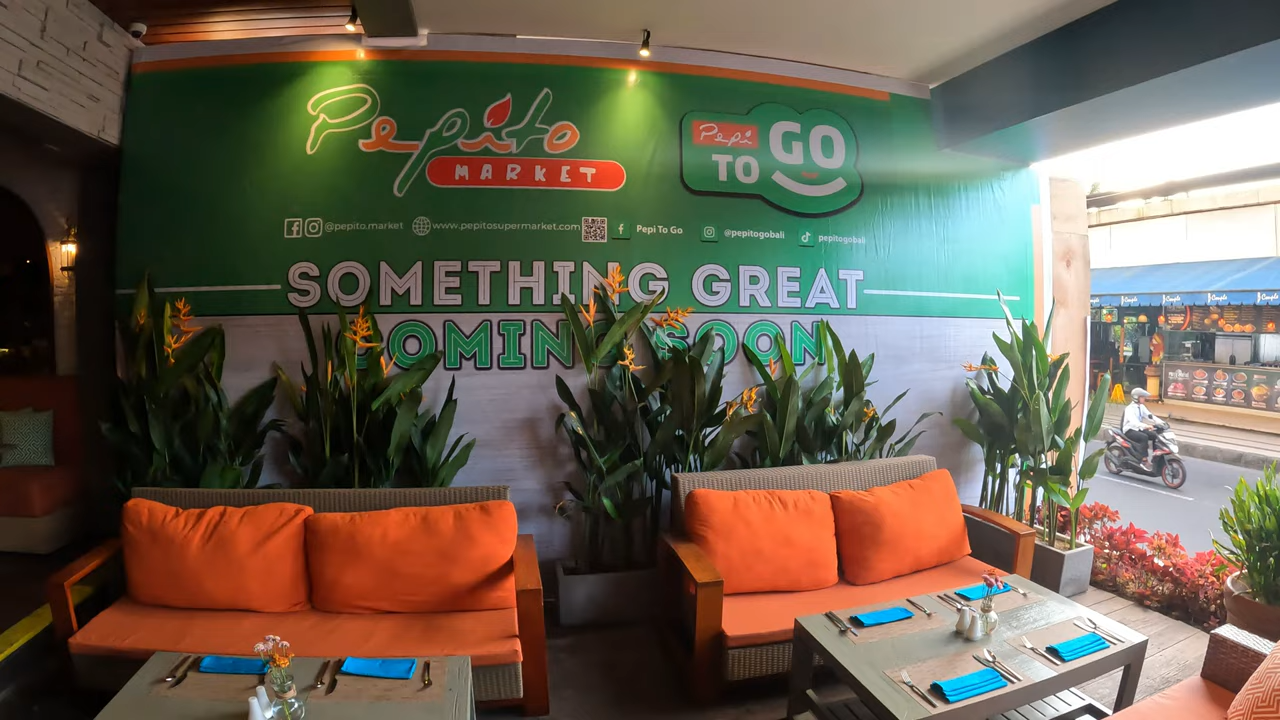 Pepito
MARKET
Pepi
TO GO
@pepito.market
www.pepitosupermarket.com
Pepi To Go
@pepitogobali
pepitogobali
SOMETHING GREAT
COMING SOON